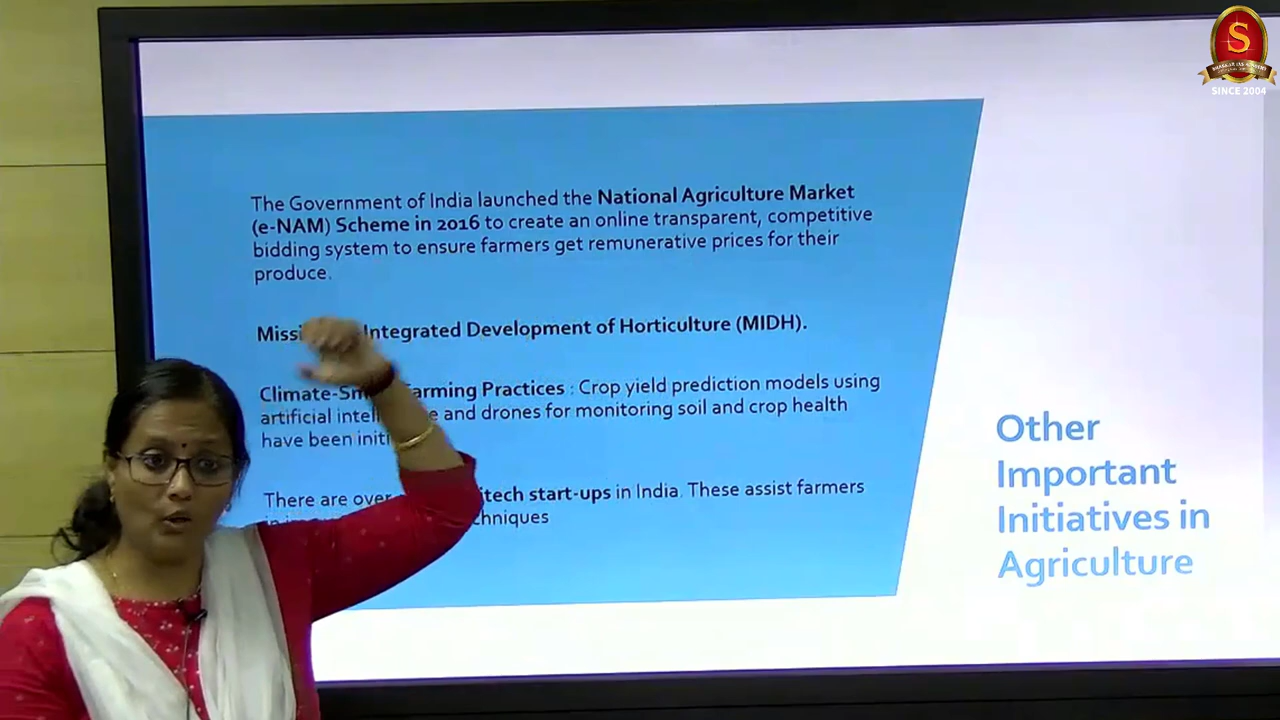 S
SINCE 2004
The Government of India launched the National Agriculture Market
(e-NAM) Scheme in 2016 to create an online transparent, competitive
bidding system to ensure farmers get remunerative prices for their
produce.
Integrated Development of Horticulture (MIDH).
Farming Practices : Crop yield prediction models using
artificial and drones for monitoring soil and crop health
have been
There are over start-ups in India. These assist farmers
Other
Important
Initiatives in
Agriculture